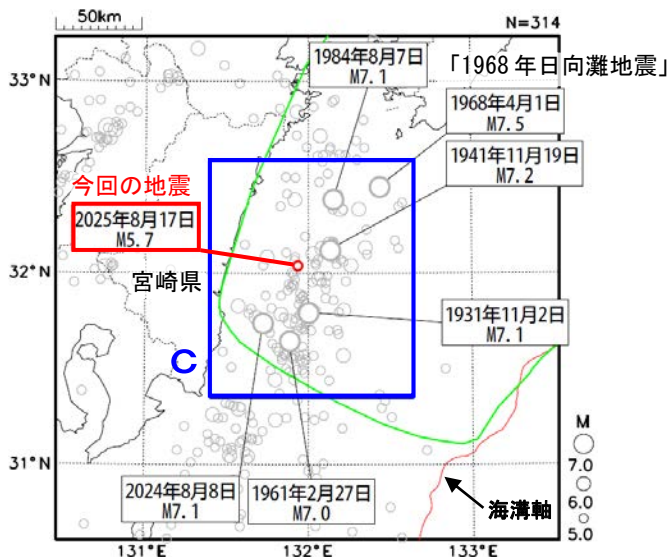 50km
N=314
33°N
32°N
31°N
131°E
132°E
133°E
1984年8月7日
M7.1
「1968年日向灘地震」
1968年4月1日
M7.5
1941年11月19日
M7.2
今回の地震
2025年8月17日
M5.7
宮崎県
1931年11月2日
M7.1
C
2024年8月8日
M7.1
1961年2月27日
M7.0
海溝軸
M
7.0
6.0
5.0